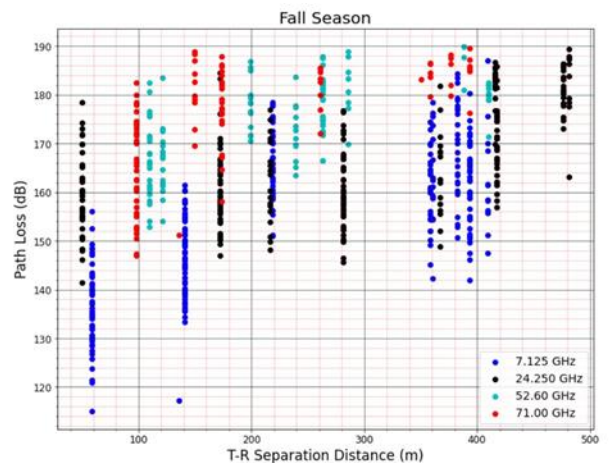 Fall Season
Path Loss (dB)
190
180
170
160
150
140
130
120
100
200
300
400
500
T-R Separation Distance (m)
7.125 GHz
24.250 GHz
52.60 GHz
71.00 GHz